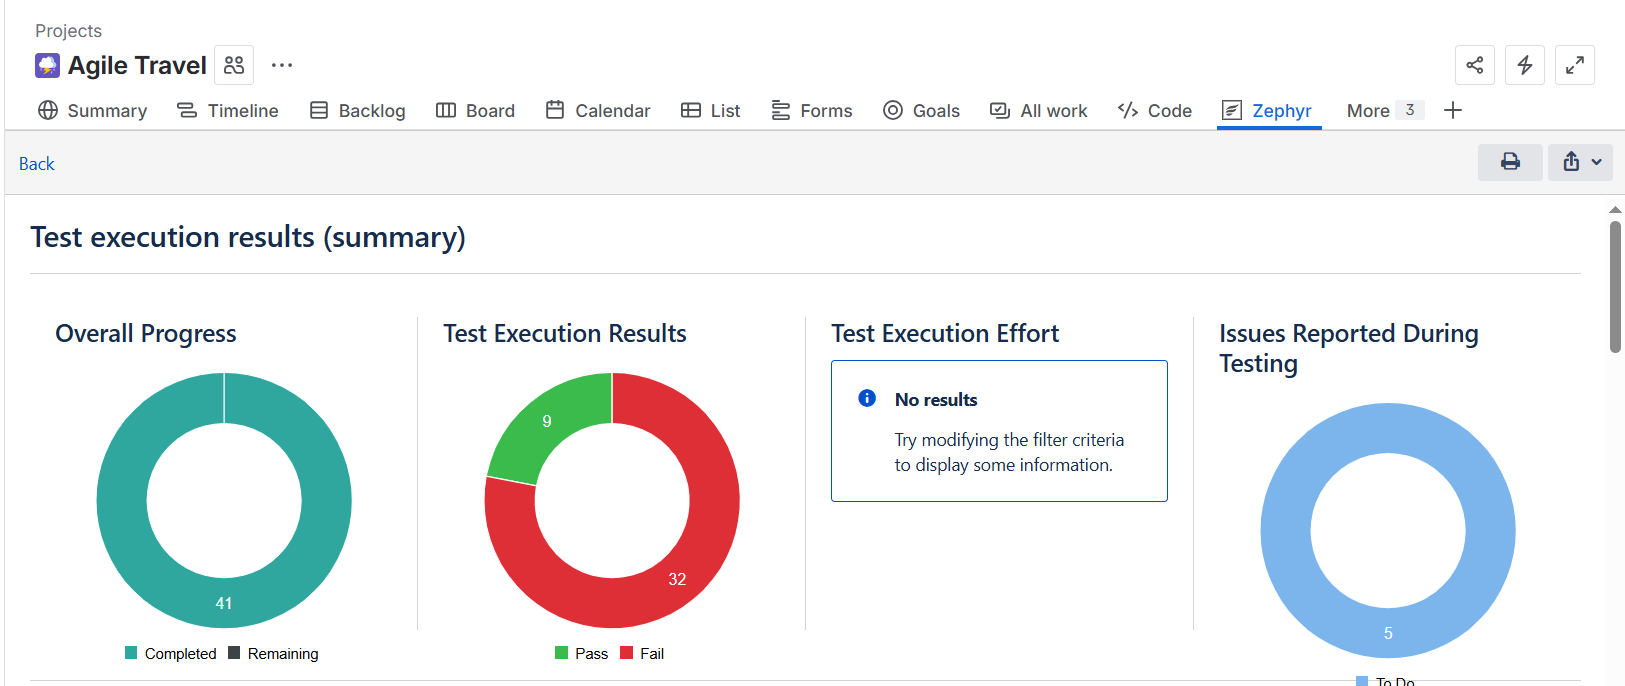 Projects
Agile Travel
Summary Timeline Backlog Board Calendar List Forms Goals All work Code Zephyr More 3
Back
Test execution results (summary)
Overall Progress
41
Completed Remaining
Test Execution Results
9
32
Pass Fail
Test Execution Effort
No results
Try modifying the filter criteria
to display some information.
Issues Reported During
Testing
5
To Do